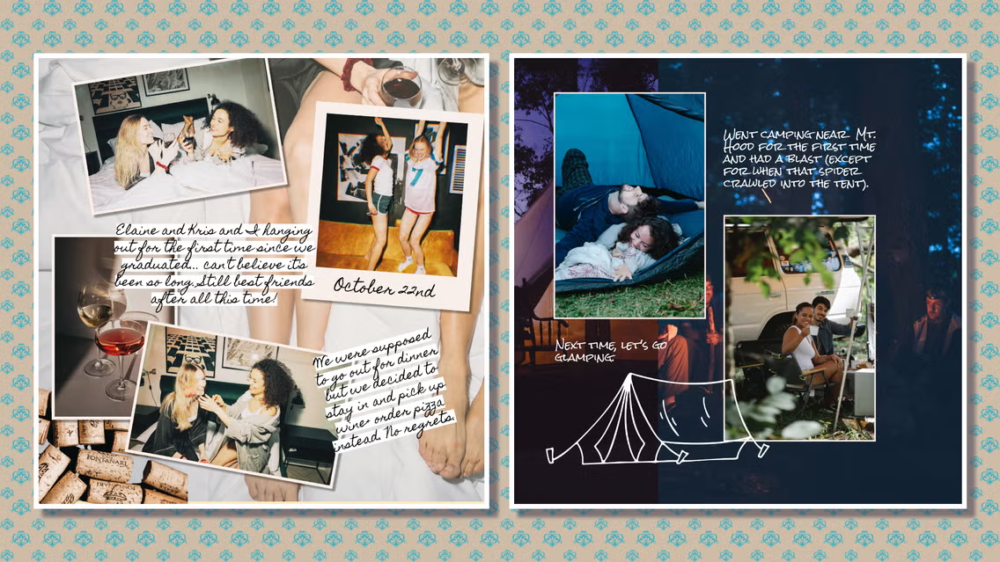 Elaine and Kris and I hanging
out for the first time since we
graduated... can't believe it's
been so long. Still best friends
after all this time!
October 22nd
We were supposed
to go out for dinner
but we decided to
stay in and pick up
wine + order pizza
instead. No regrets.
FONTANARI
Went camping near Mt.
Hood for the first time
and had a blast (except
for when that spider
crawled into the tent).
Next time, let's go
glamping.